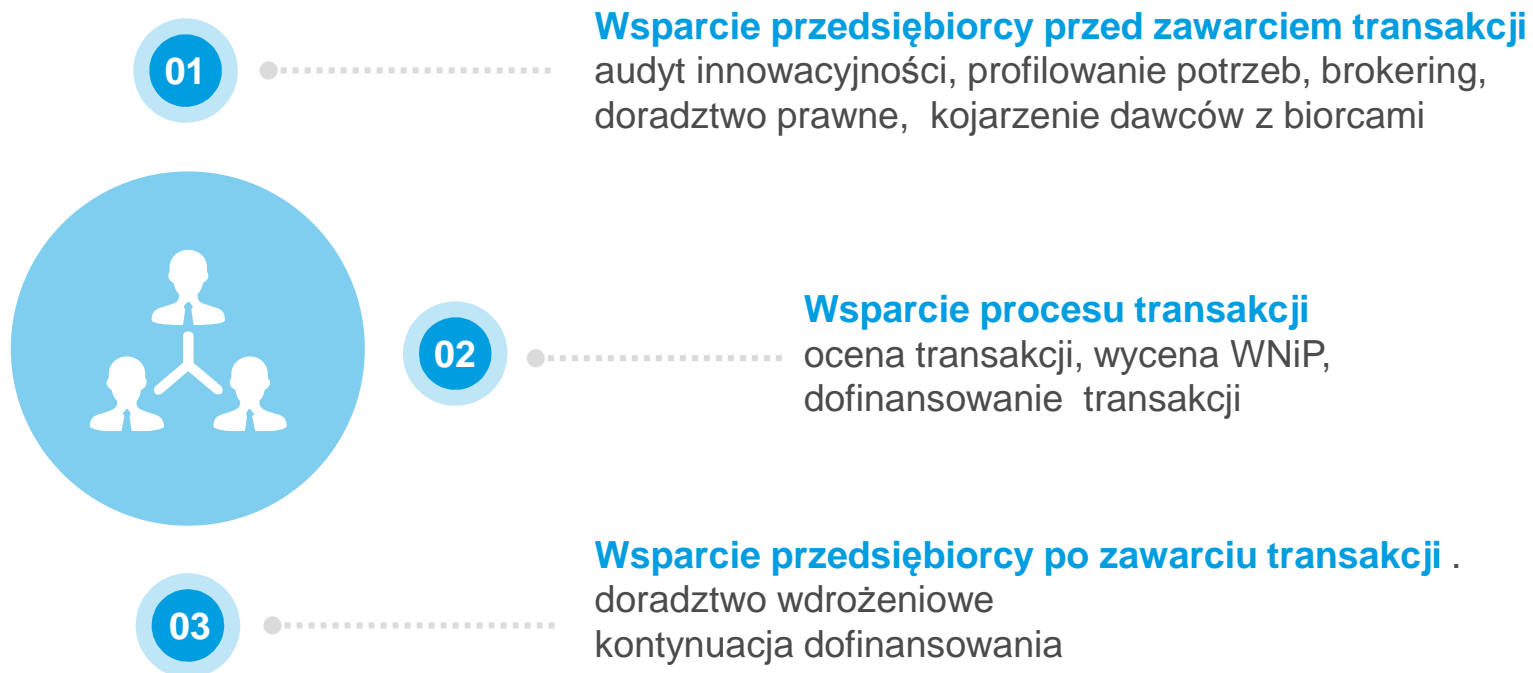 01
Wsparcie przedsiębiorcy przed zawarciem transakcji
audyt innowacyjności, profilowanie potrzeb, brokering,
doradztwo prawne, kojarzenie dawców z biorcami
02
Wsparcie procesu transakcji
ocena transakcji, wycena WNiP,
dofinansowanie transakcji
03
Wsparcie przedsiębiorcy po zawarciu transakcji .
doradztwo wdrożeniowe
kontynuacja dofinansowania